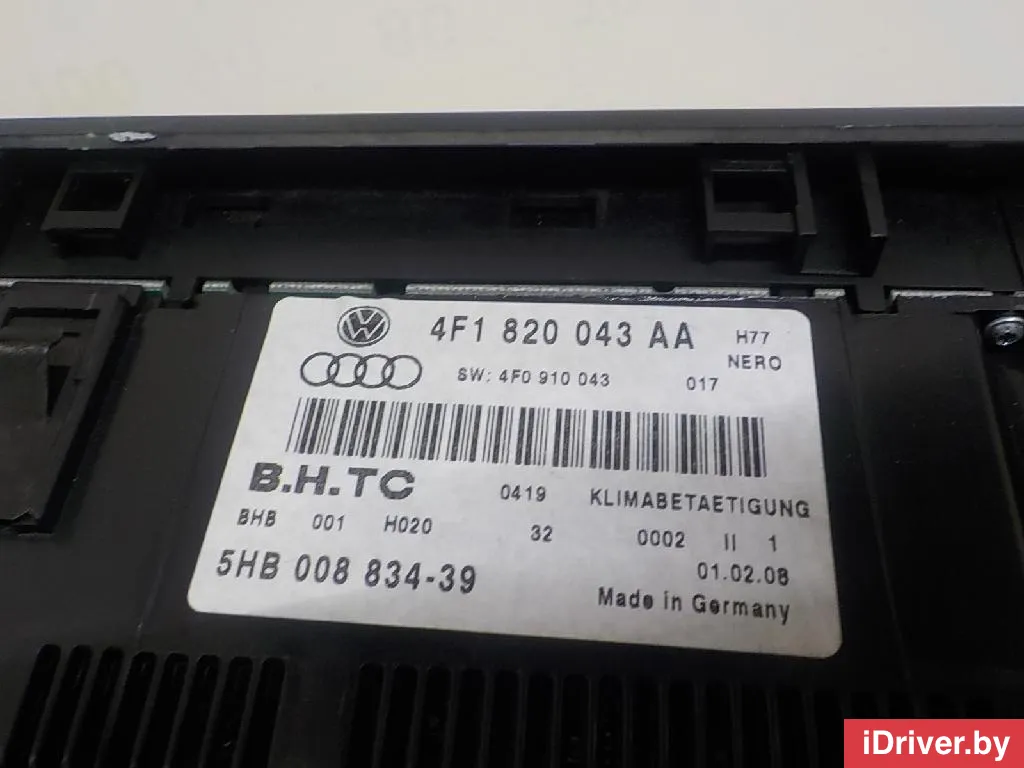 4F1 820 043 AA H77
NERO
SW: 4F0 910 043 017
B.H.TC 0419 KLIMABETAETIGUNG
BHB 001 H020 32 0002 II 1
5HB 008 834-39 01.02.08
Made in Germany
iDriver.by